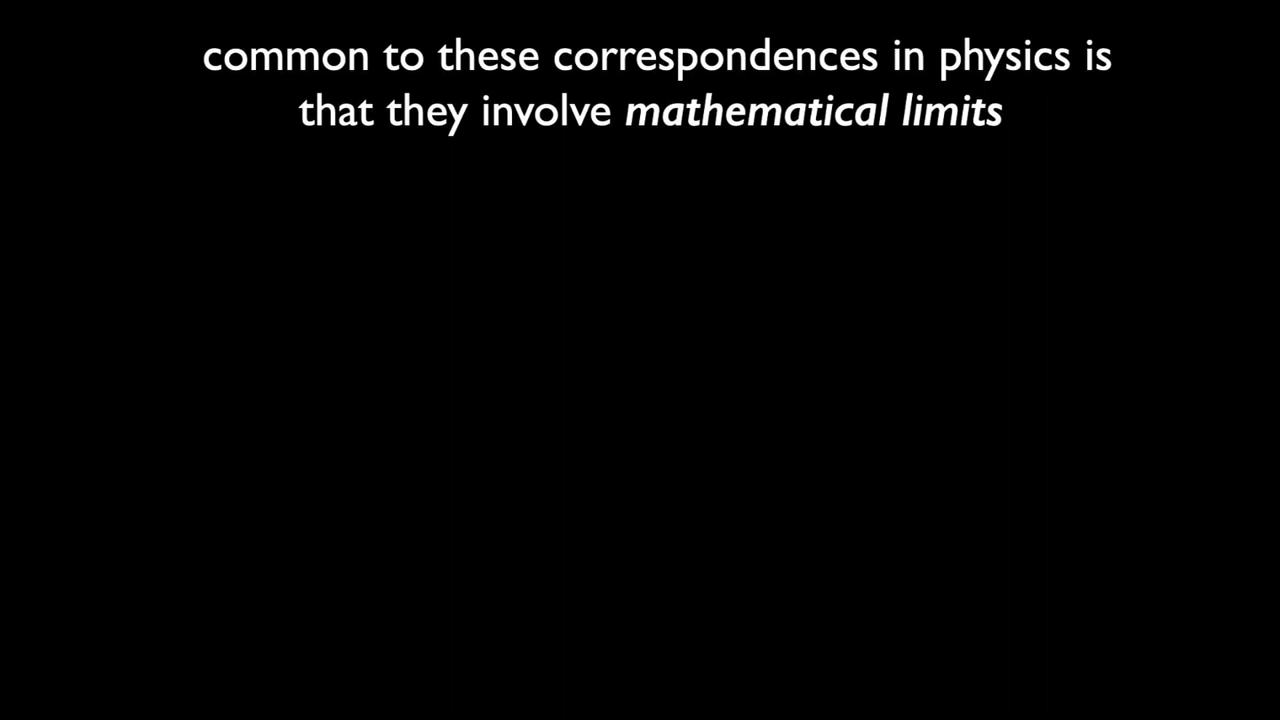 common to these correspondences in physics is
that they involve mathematical limits